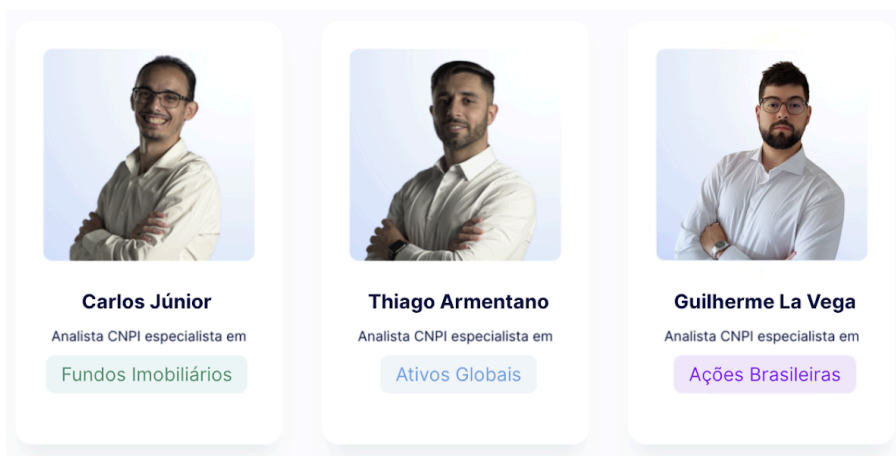 Carlos Júnior
Analista CNPI especialista em
Fundos Imobiliários
Thiago Armentano
Analista CNPI especialista em
Ativos Globais
Guilherme La Vega
Analista CNPI especialista em
Ações Brasileiras